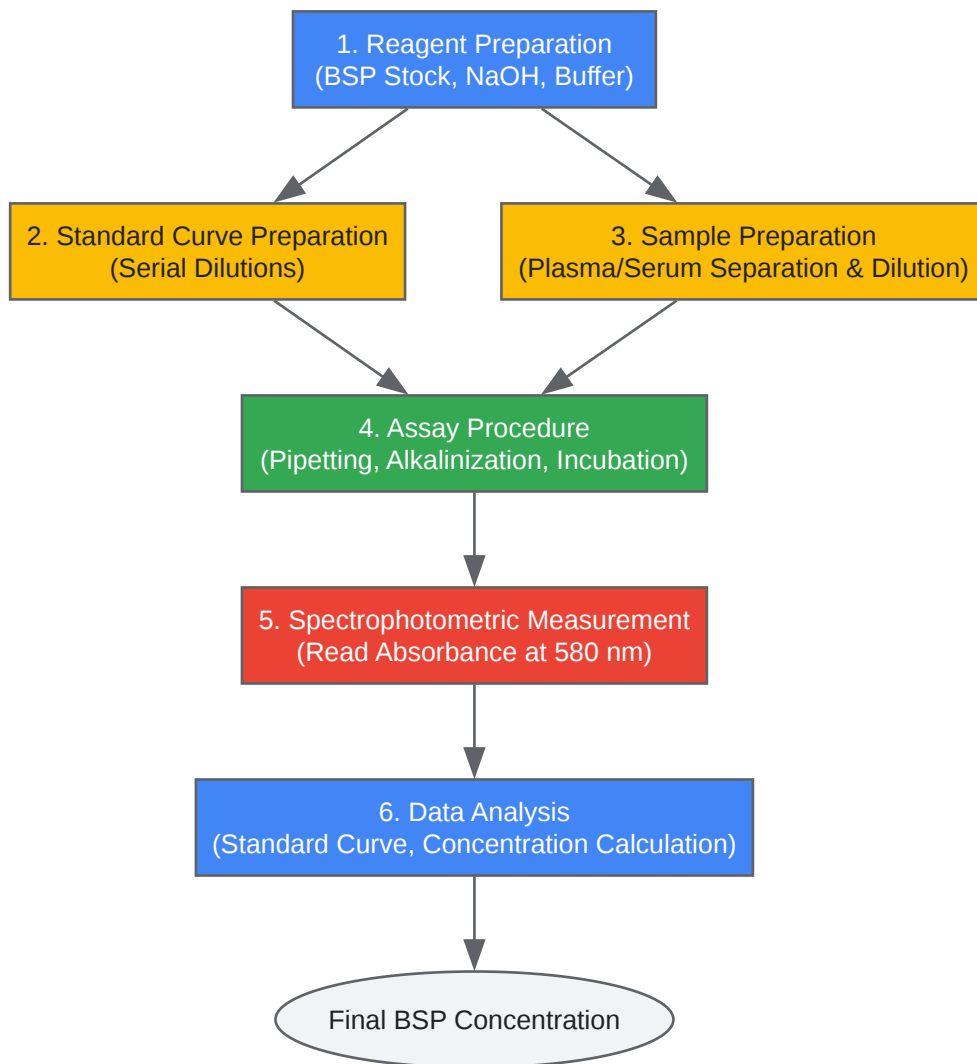 1. Reagent Preparation
(BSP Stock, NaOH, Buffer)
2. Standard Curve Preparation
(Serial Dilutions)
3. Sample Preparation
(Plasma/Serum Separation & Dilution)
4. Assay Procedure
(Pipetting, Alkalinization, Incubation)
5. Spectrophotometric Measurement
(Read Absorbance at 580 nm)
6. Data Analysis
(Standard Curve, Concentration Calculation)
Final BSP Concentration